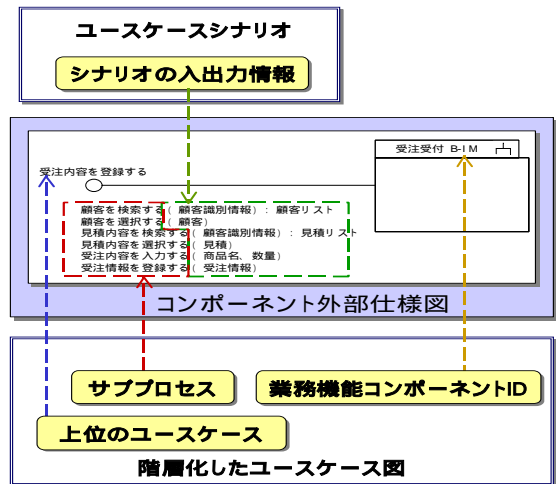 ユースケースシナリオ
シナリオの入出力情報
受注受付 B-IM
受注内容を登録する
顧客を検索する( 顧客識別情報) : 顧客リスト
顧客を選択する( 顧客)
見積内容を検索する( 顧客識別情報) : 見積リスト
見積内容を選択する( 見積)
受注内容を入力する( 商品名、数量)
受注情報を登録する( 受注情報)
コンポーネント外部仕様図
サブプロセス
業務機能コンポーネントID
上位のユースケース
階層化したユースケース図